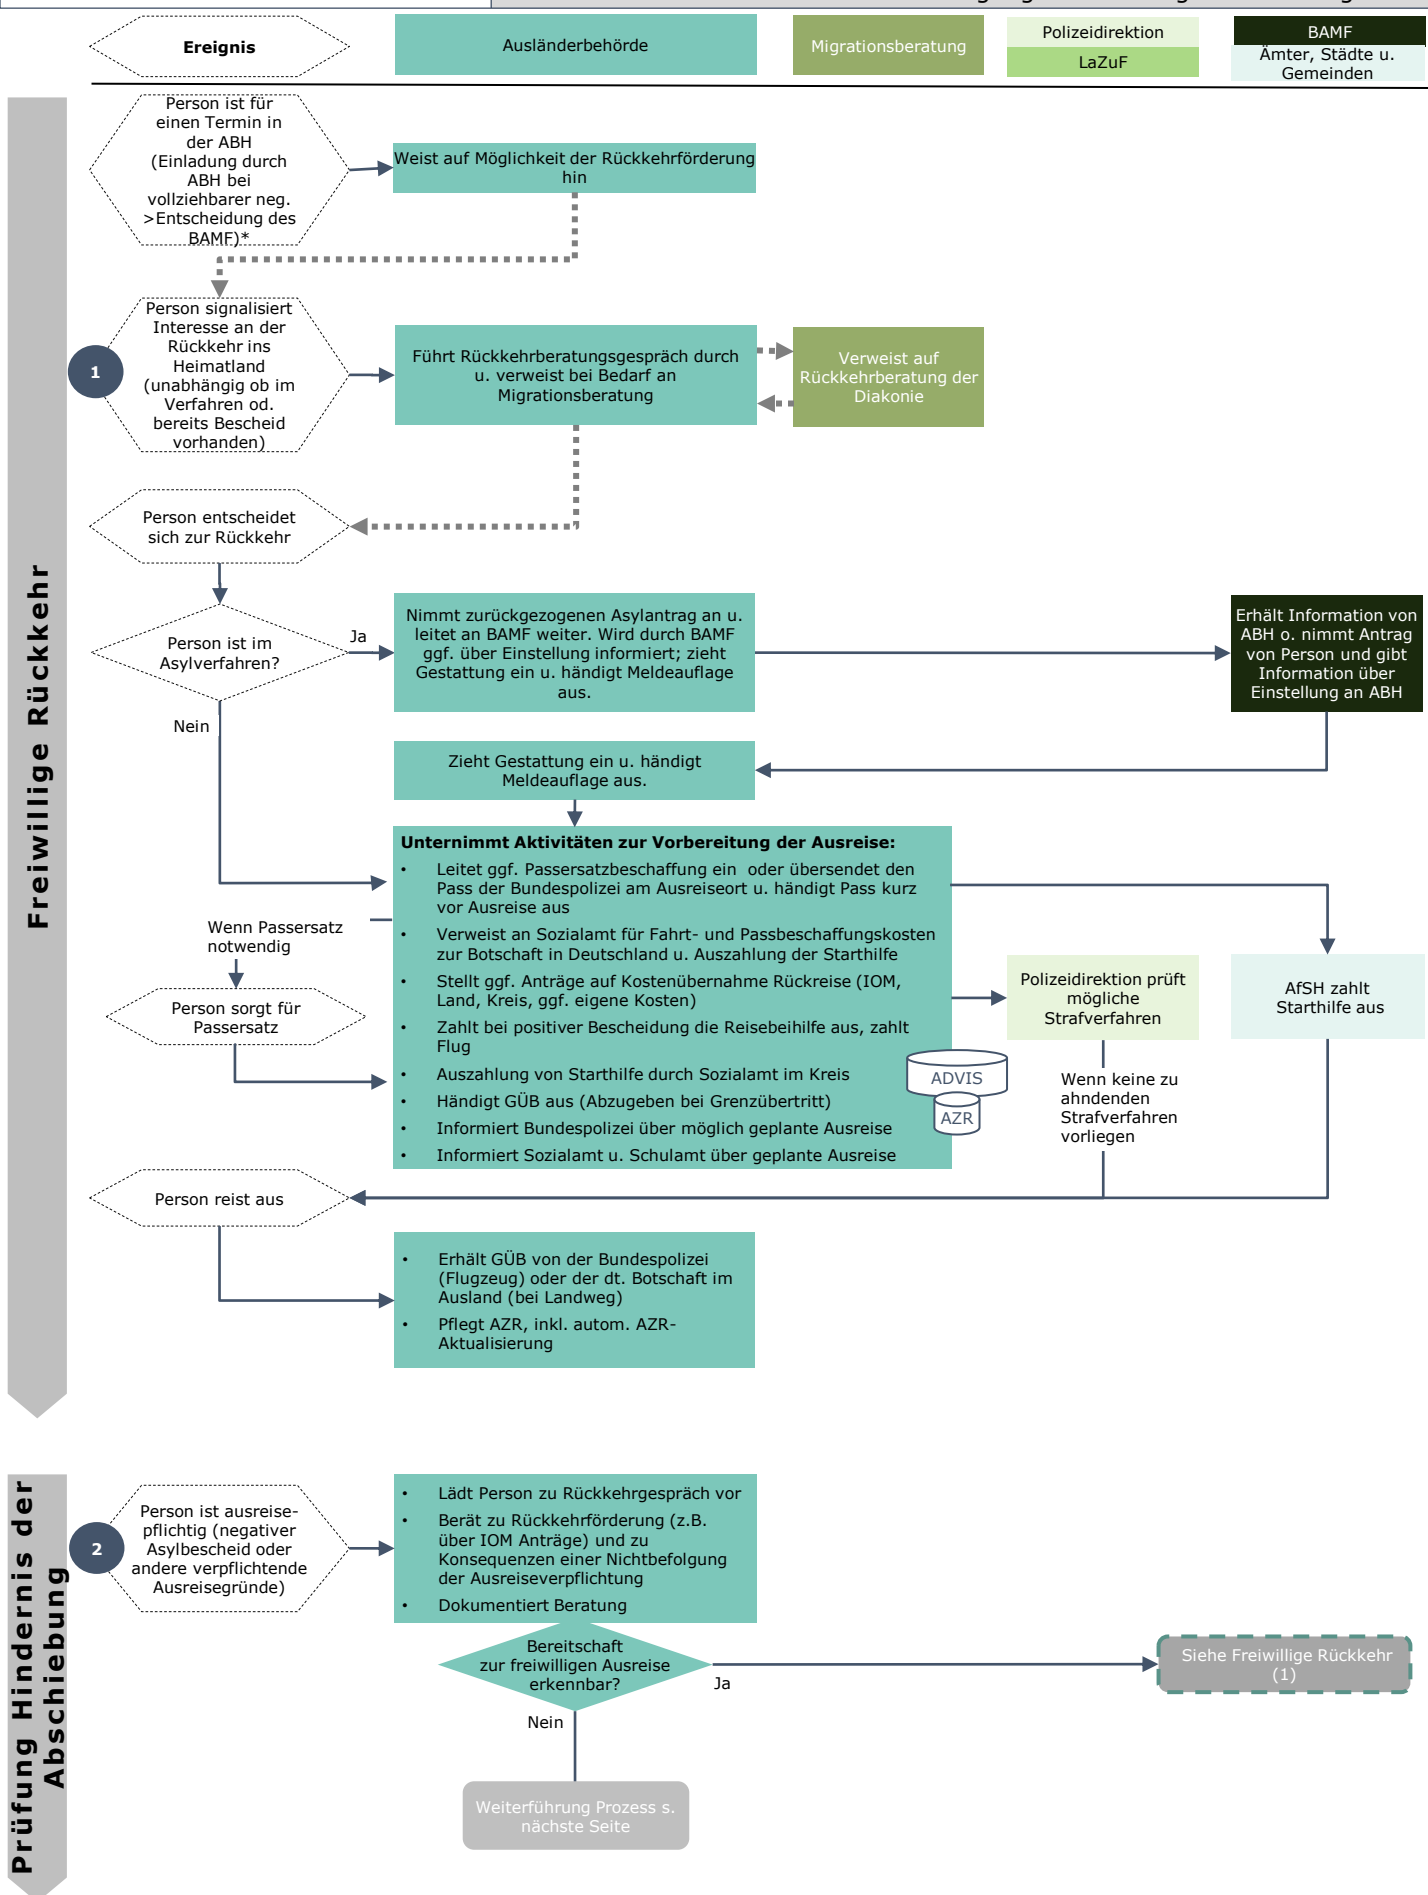 Ereignis
Ausländerbehörde
Migrationsberatung
Polizeidirektion
LaZuF
BAMF
Ämter, Städte u.
Gemeinden
Freiwillige Rückkehr
Person ist für
einen Termin in
der ABH
(Einladung durch
ABH bei
vollziehbarer neg.
>Entscheidung des
BAMF)*
Weist auf Möglichkeit der Rückkehrförderung
hin
1
Person signalisiert
Interesse an der
Rückkehr ins
Heimatland
(unabhängig ob im
Verfahren od.
bereits Bescheid
vorhanden)
Führt Rückkehrberatungsgespräch durch
u. verweist bei Bedarf an
Migrationsberatung
Verweist auf
Rückkehrberatung der
Diakonie
Person entscheidet
sich zur Rückkehr
Person ist im
Asylverfahren?
Ja
Nein
Nimmt zurückgezogenen Asylantrag an u.
leitet an BAMF weiter. Wird durch BAMF
ggf. über Einstellung informiert; zieht
Gestattung ein u. händigt Meldeauflage
aus.
Erhält Information von
ABH o. nimmt Antrag
von Person und gibt
Information über
Einstellung an ABH
Zieht Gestattung ein u. händigt
Meldeauflage aus.
Unternimmt Aktivitäten zur Vorbereitung der Ausreise:
• Leitet ggf. Passersatzbeschaffung ein oder übersendet den
Pass der Bundespolizei am Ausreiseort u. händigt Pass kurz
vor Ausreise aus
• Verweist an Sozialamt für Fahrt- und Passbeschaffungskosten
zur Botschaft in Deutschland u. Auszahlung der Starthilfe
• Stellt ggf. Anträge auf Kostenübernahme Rückreise (IOM,
Land, Kreis, ggf. eigene Kosten)
• Zahlt bei positiver Bescheidung die Reisebeihilfe aus, zahlt
Flug
• Auszahlung von Starthilfe durch Sozialamt im Kreis
• Händigt GÜB aus (Abzugeben bei Grenzübertritt)
• Informiert Bundespolizei über möglich geplante Ausreise
• Informiert Sozialamt u. Schulamt über geplante Ausreise
Wenn Passersatz
notwendig
Person sorgt für
Passersatz
ADVIS
AZR
Polizeidirektion prüft
mögliche
Strafverfahren
Wenn keine zu
ahndenden
Strafverfahren
vorliegen
AfSH zahlt
Starthilfe aus
Person reist aus
• Erhält GÜB von der Bundespolizei
(Flugzeug) oder der dt. Botschaft im
Ausland (bei Landweg)
• Pflegt AZR, inkl. autom. AZR-
Aktualisierung
Prüfung Hindernis der
Abschiebung
2
Person ist ausreise-
pflichtig (negativer
Asylbescheid oder
andere verpflichtende
Ausreisegründe)
• Lädt Person zu Rückkehrgespräch vor
• Berät zu Rückkehrförderung (z.B.
über IOM Anträge) und zu
Konsequenzen einer Nichtbefolgung
der Ausreiseverpflichtung
• Dokumentiert Beratung
Bereitschaft
zur freiwilligen Ausreise
erkennbar?
Ja
Nein
Siehe Freiwillige Rückkehr
(1)
Weiterführung Prozess s.
nächste Seite